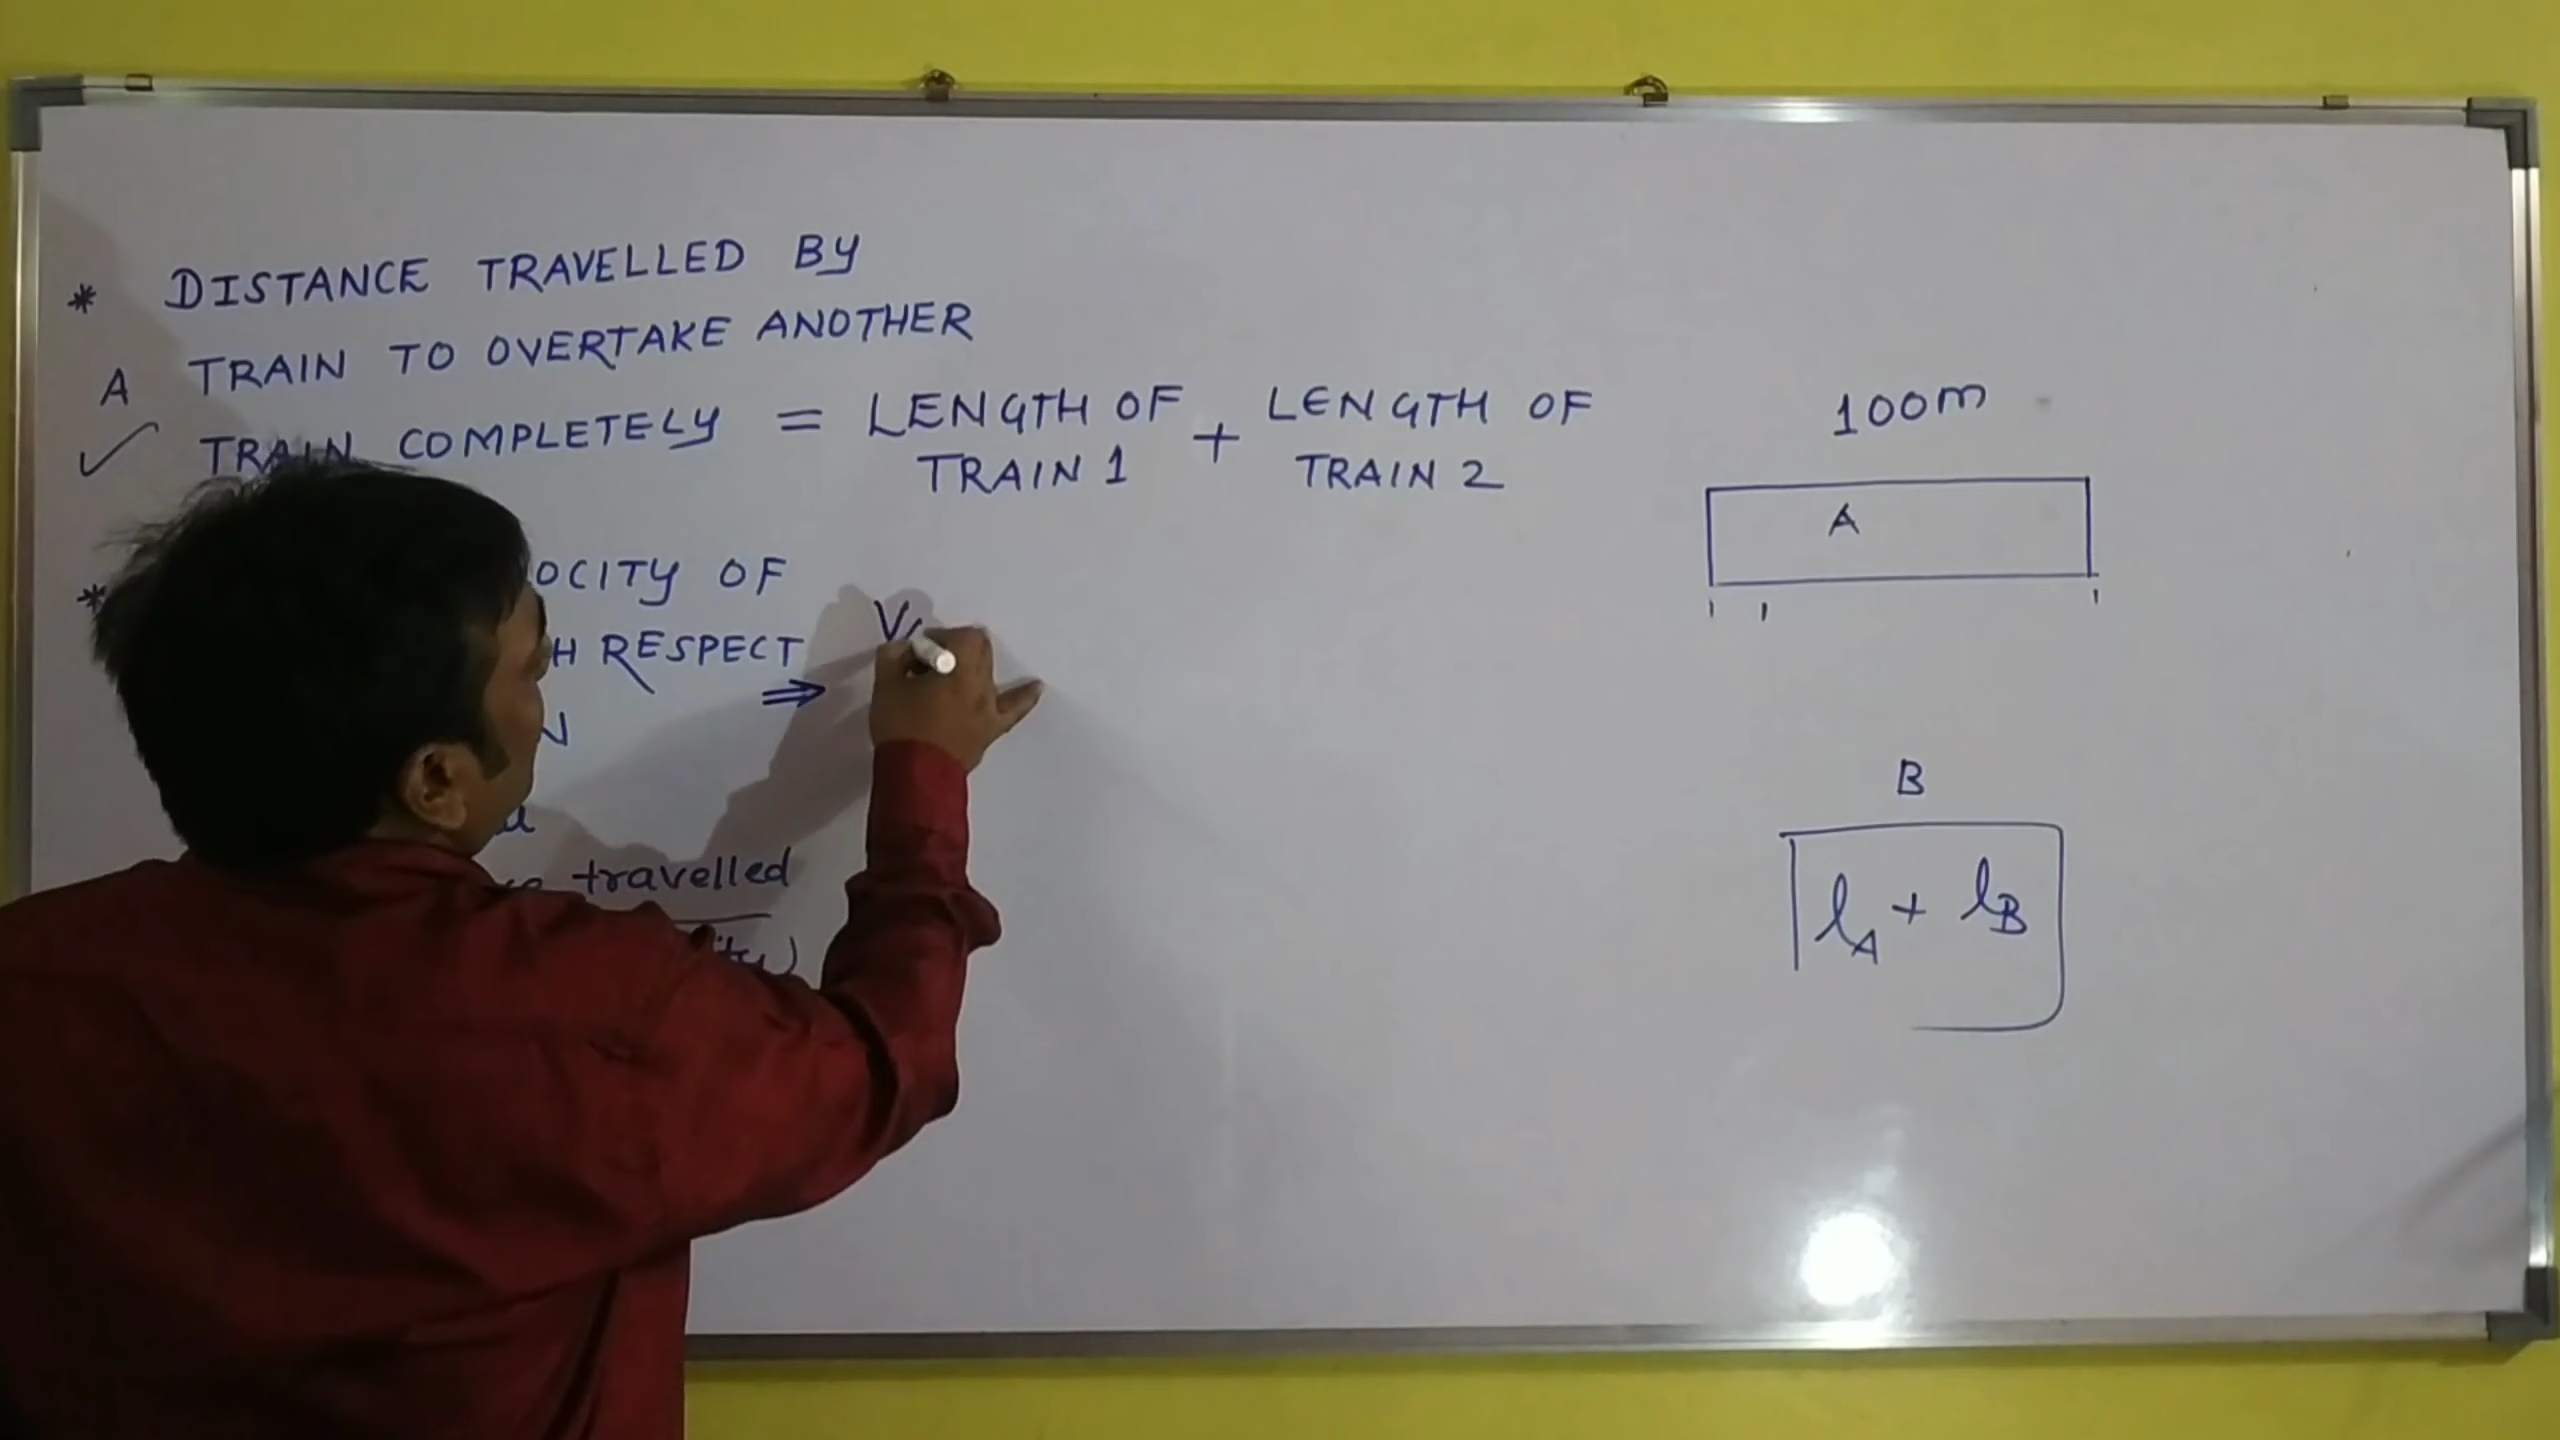 * DISTANCE TRAVELLED BY
A TRAIN TO OVERTAKE ANOTHER
✓ TRAIN COMPLETELY = LENGTH OF TRAIN 1 + LENGTH OF TRAIN 2
*
OF
RESPECT
⇒ V
travelled
100m
A
B
lA + lB